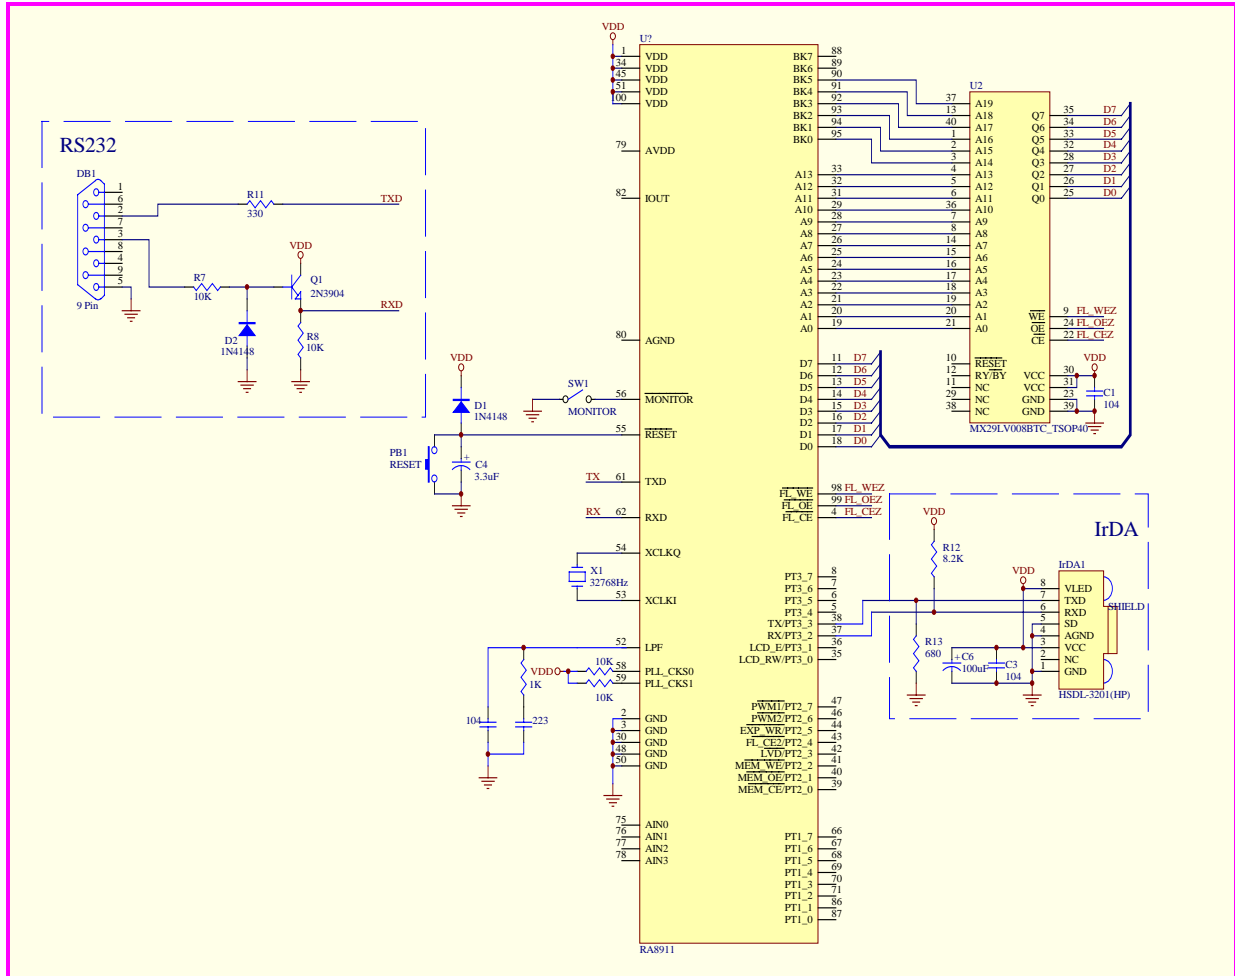 RS232
DB1
1
6
2
7
3
8
4
9
5
9 Pin
R11
330
TXD
R7
10K
D2
1N4148
VDD
Q1
2N3904
RXD
R8
10K
VDD
D1
1N4148
PB1
RESET
C4
3.3uF
SW1
MONITOR
TX
RX
X1
32768Hz
104
1K
223
VDD
10K
10K
VDD
U?
1 VDD
34 VDD
45 VDD
51 VDD
100 VDD
79 AVDD
82 IOUT
80 AGND
56 MONITOR
55 RESET
61 TXD
62 RXD
54 XCLKQ
53 XCLKI
52 LPF
58 PLL_CKS0
59 PLL_CKS1
2 GND
3 GND
30 GND
48 GND
50 GND
75 AIN0
76 AIN1
77 AIN2
78 AIN3
RA8911
BK7 88
BK6 89
BK5 90
BK4 91
BK3 92
BK2 93
BK1 94
BK0 95
A13 33
A12 32
A11 31
A10 29
A9 28
A8 27
A7 26
A6 25
A5 24
A4 23
A3 22
A2 21
A1 20
A0 19
D7 11 D7
D6 12 D6
D5 13 D5
D4 14 D4
D3 15 D3
D2 16 D2
D1 17 D1
D0 18 D0
FL_WE 98 FL_WEZ
FL_OE 99 FL_OEZ
FL_CE 4 FL_CEZ
PT3_7 8
PT3_6 7
PT3_5 6
PT3_4 5
TX/PT3_3 38
RX/PT3_2 37
LCD_E/PT3_1 36
LCD_RW/PT3_0 35
PWM1/PT2_7 47
PWM2/PT2_6 46
EXP_WR/PT2_5 44
FL_CE2/PT2_4 43
LVD/PT2_3 42
MEM_WE/PT2_2 41
MEM_OE/PT2_1 40
MEM_CE/PT2_0 39
PT1_7 66
PT1_6 67
PT1_5 68
PT1_4 69
PT1_3 70
PT1_2 71
PT1_1 86
PT1_0 87
U2
37 A19
13 A18
40 A17
1 A16
2 A15
3 A14
4 A13
5 A12
6 A11
36 A10
7 A9
8 A8
14 A7
15 A6
16 A5
17 A4
18 A3
19 A2
20 A1
21 A0
10 RESET
12 RY/BY
11 NC
29 NC
38 NC
Q7 35 D7
Q6 34 D6
Q5 33 D5
Q4 32 D4
Q3 28 D3
Q2 27 D2
Q1 26 D1
Q0 25 D0
WE 9 FL_WEZ
OE 24 FL_OEZ
CE 22 FL_CEZ
VCC 30
VCC 31
GND 23
GND 39
VDD
C1
104
MX29LV008BTC_TSOP40
IrDA
VDD
R12
8.2K
R13
680
VDD
C6
100uF
C3
104
IrDA1
8 VLED
7 TXD
6 RXD
5 SD
4 AGND
3 VCC
2 NC
1 GND
SHIELD
HSDL-3201(HP)